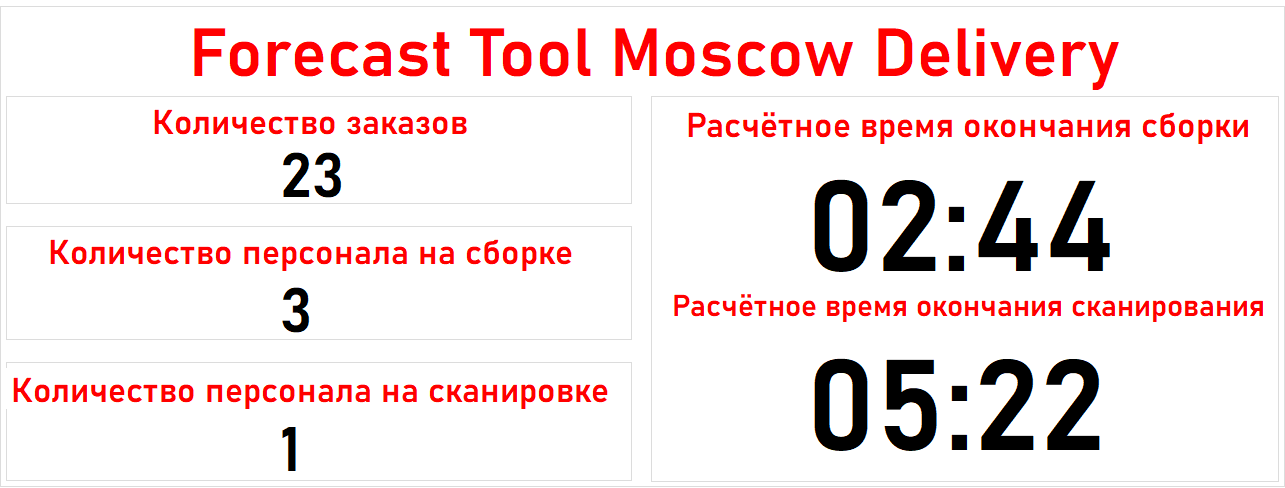 Forecast Tool Moscow Delivery
Количество заказов
23
Количество персонала на сборке
3
Количество персонала на сканировке
1
Расчётное время окончания сборки
02:44
Расчётное время окончания сканирования
05:22